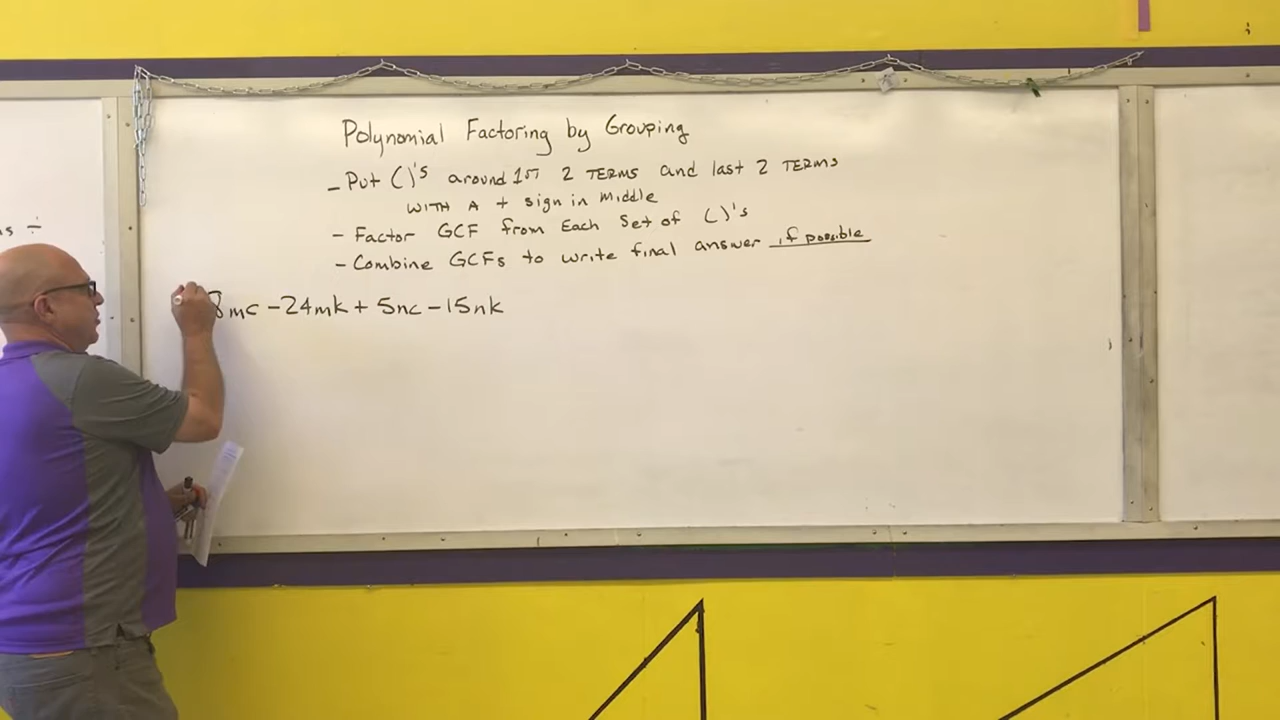 Polynomial Factoring by Grouping
- Put ( )'s around 1st 2 TERMS and last 2 TERMS
WITH A + sign in Middle
- Factor GCF from Each Set of ( )'s
- Combine GCFs to write final answer if possible
s ÷
8mc - 24mk + 5nc - 15nk